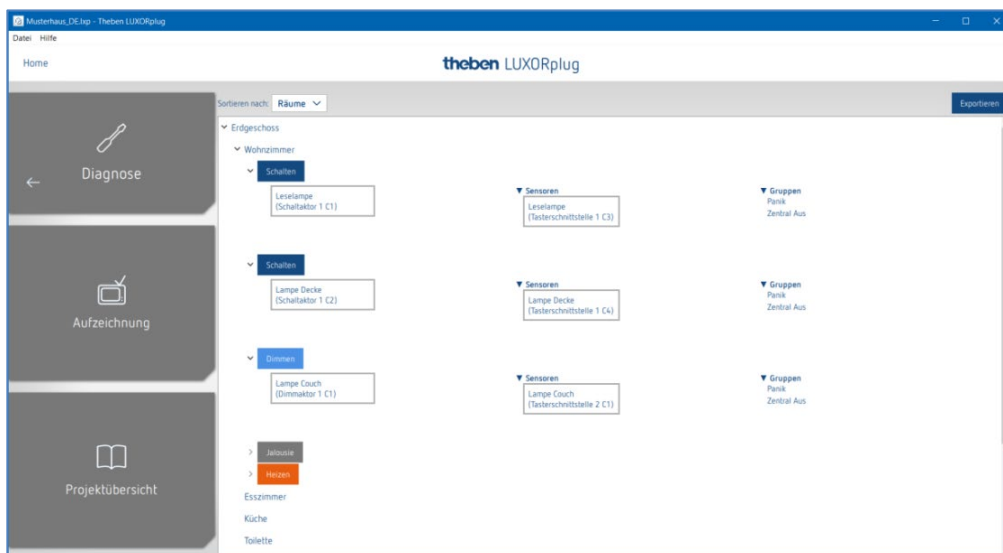 Musterhaus_DE.lxp - Theben LUXORplug
Datei Hilfe
Home
theben LUXORplug
Sortieren nach: Räume
Exportieren
Diagnose
Aufzeichnung
Projektübersicht
Erdgeschoss
Wohnzimmer
Schalten
Leselampe
(Schaltaktor 1 C1)
Sensoren
Leselampe
(Tasterschnittstelle 1 C3)
Gruppen
Panik
Zentral Aus
Schalten
Lampe Decke
(Schaltaktor 1 C2)
Sensoren
Lampe Decke
(Tasterschnittstelle 1 C4)
Gruppen
Panik
Zentral Aus
Dimmen
Lampe Couch
(Dimmaktor 1 C1)
Sensoren
Lampe Couch
(Tasterschnittstelle 2 C1)
Gruppen
Panik
Zentral Aus
Jalousie
Heizen
Esszimmer
Küche
Toilette